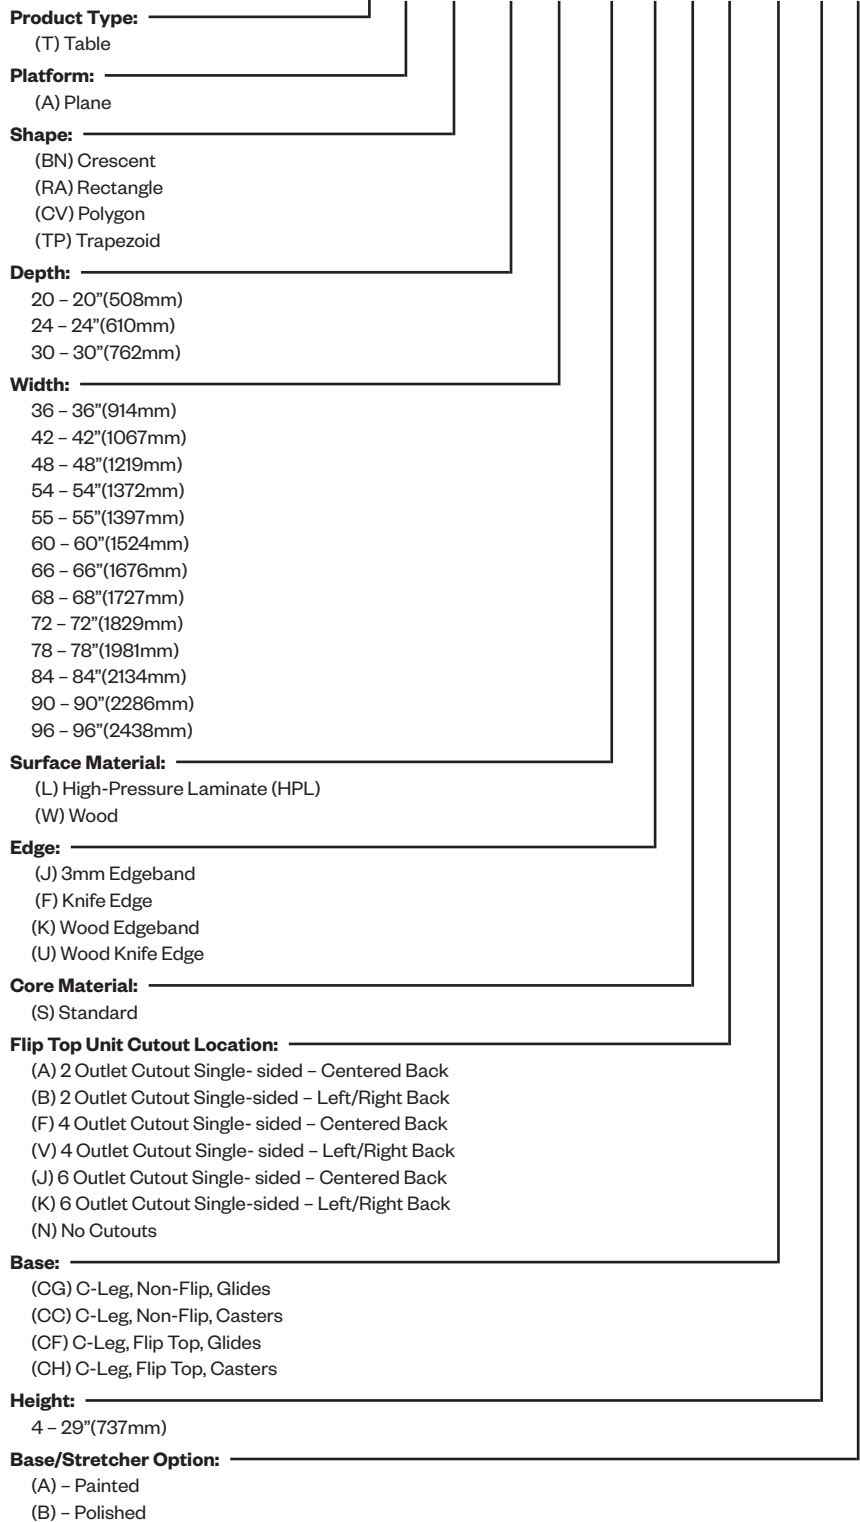 Product Type:
(T) Table
Platform:
(A) Plane
Shape:
(BN) Crescent
(RA) Rectangle
(CV) Polygon
(TP) Trapezoid
Depth:
20 – 20”(508mm)
24 – 24”(610mm)
30 – 30”(762mm)
Width:
36 – 36”(914mm)
42 – 42”(1067mm)
48 – 48”(1219mm)
54 – 54”(1372mm)
55 – 55”(1397mm)
60 – 60”(1524mm)
66 – 66”(1676mm)
68 – 68”(1727mm)
72 – 72”(1829mm)
78 – 78”(1981mm)
84 – 84”(2134mm)
90 – 90”(2286mm)
96 – 96”(2438mm)
Surface Material:
(L) High-Pressure Laminate (HPL)
(W) Wood
Edge:
(J) 3mm Edgeband
(F) Knife Edge
(K) Wood Edgeband
(U) Wood Knife Edge
Core Material:
(S) Standard
Flip Top Unit Cutout Location:
(A) 2 Outlet Cutout Single- sided – Centered Back
(B) 2 Outlet Cutout Single-sided – Left/Right Back
(F) 4 Outlet Cutout Single- sided – Centered Back
(V) 4 Outlet Cutout Single- sided – Left/Right Back
(J) 6 Outlet Cutout Single- sided – Centered Back
(K) 6 Outlet Cutout Single-sided – Left/Right Back
(N) No Cutouts
Base:
(CG) C-Leg, Non-Flip, Glides
(CC) C-Leg, Non-Flip, Casters
(CF) C-Leg, Flip Top, Glides
(CH) C-Leg, Flip Top, Casters
Height:
4 – 29”(737mm)
Base/Stretcher Option:
(A) – Painted
(B) – Polished